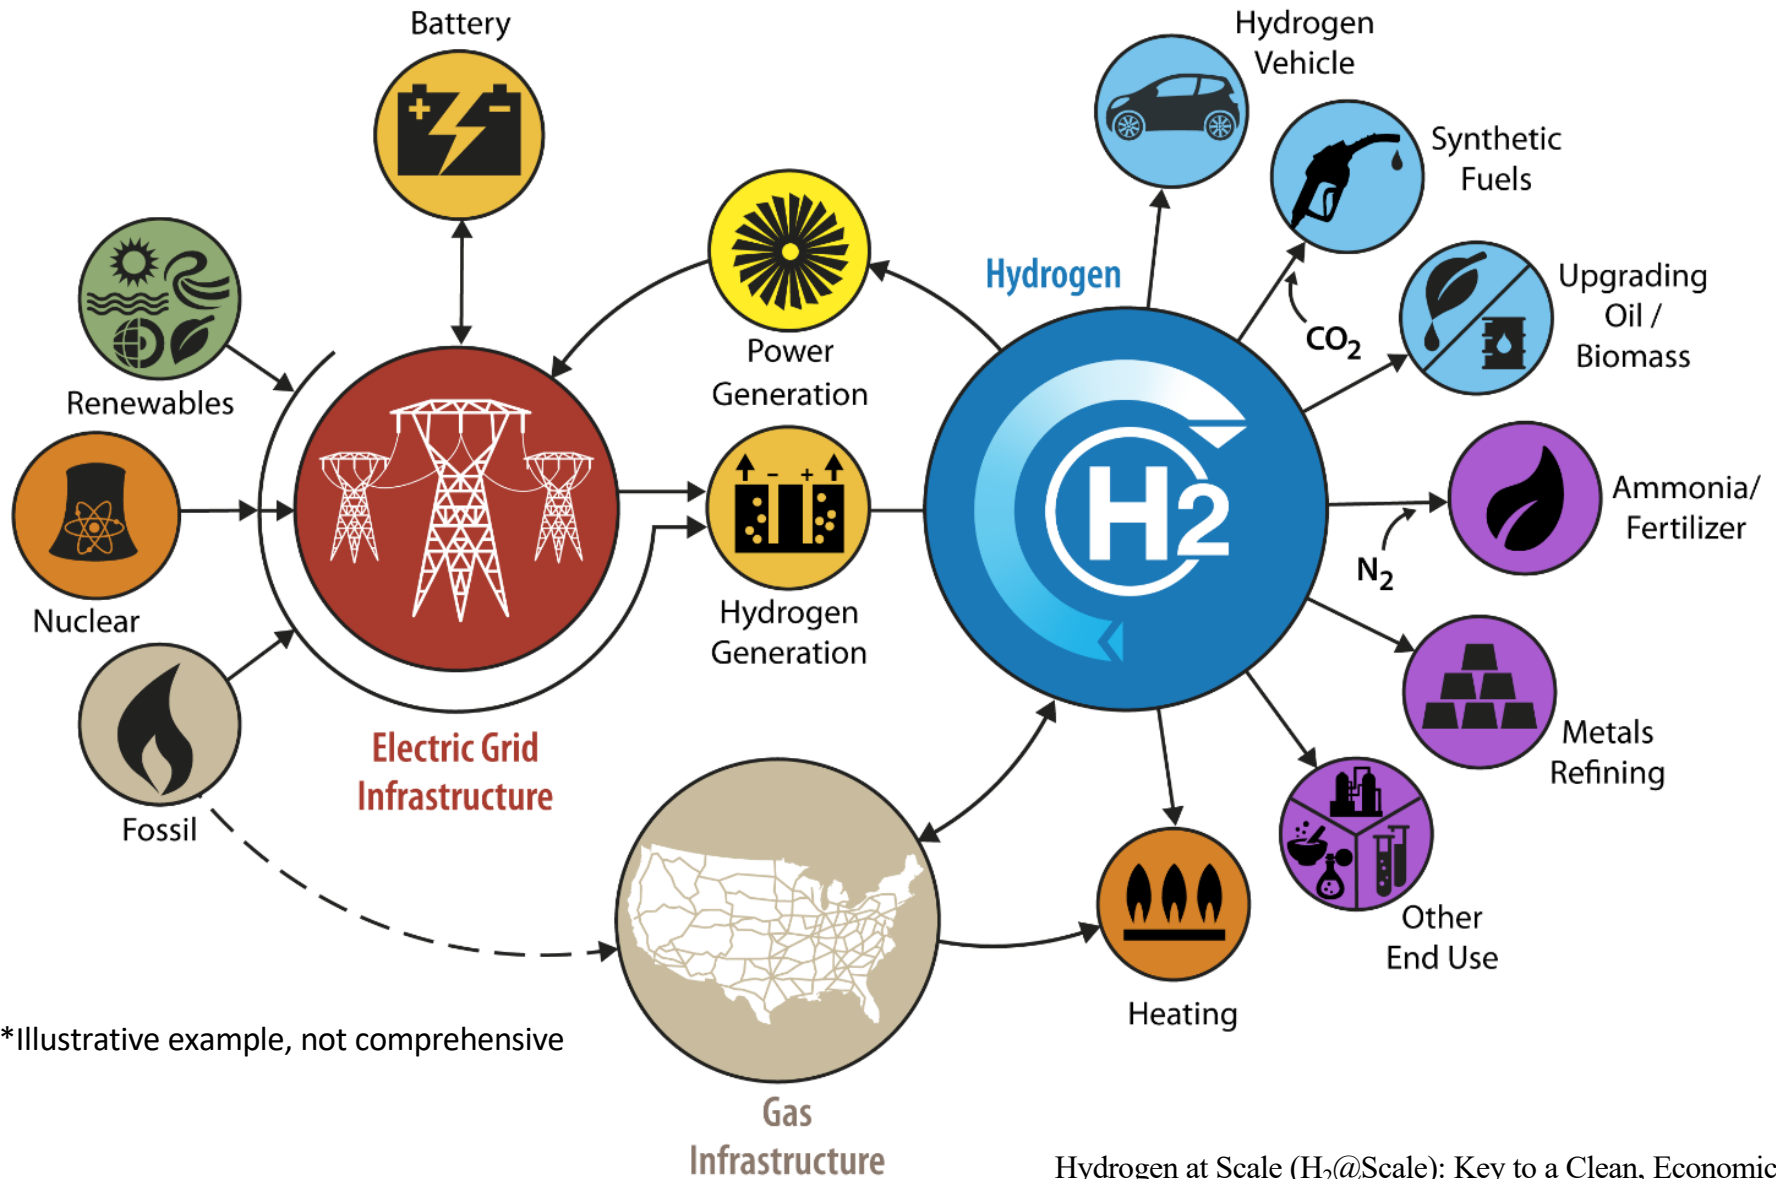 Battery
Hydrogen
Vehicle
Synthetic
Fuels
Renewables
Power
Generation
Hydrogen
CO₂
Upgrading
Oil /
Biomass
Nuclear
Hydrogen
Generation
H2
N₂
Ammonia/
Fertilizer
Fossil
Electric Grid
Infrastructure
Metals
Refining
Other
End Use
Heating
*Illustrative example, not comprehensive
Gas
Infrastructure
Hydrogen at Scale (H₂@Scale): Key to a Clean, Economic